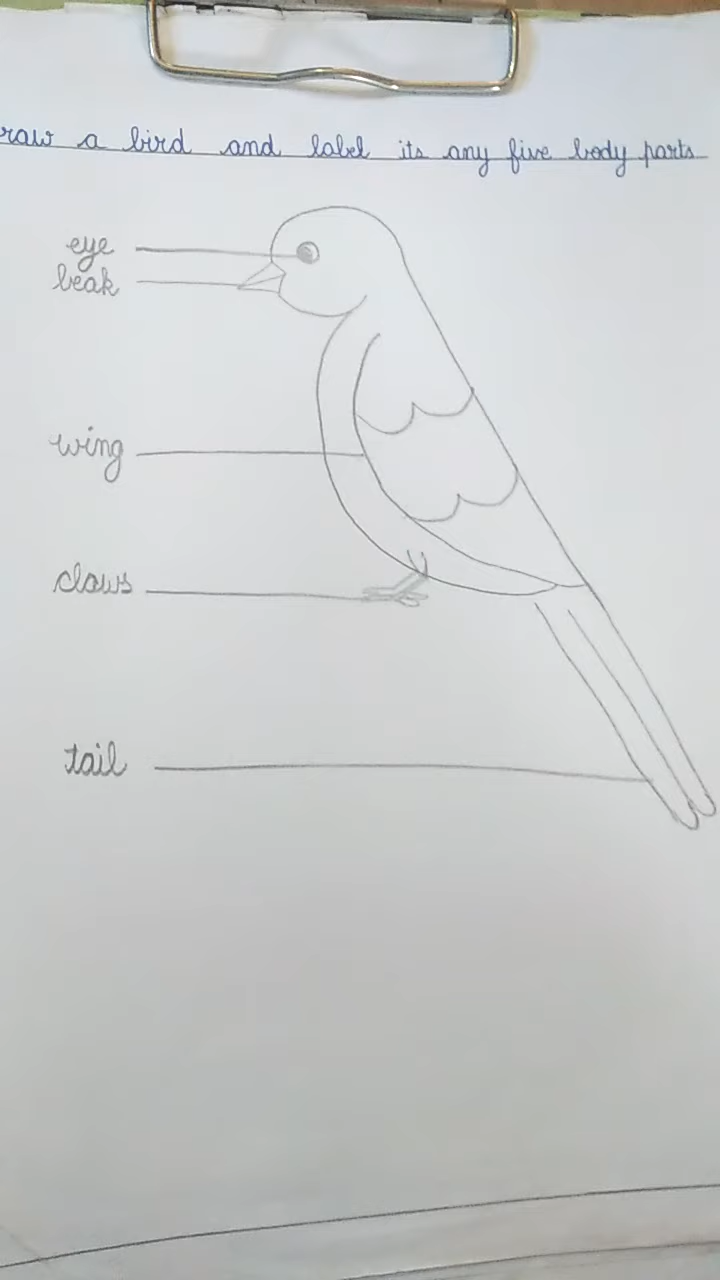 raw a bird and label its any five body parts
eye
beak
wing
claws
tail